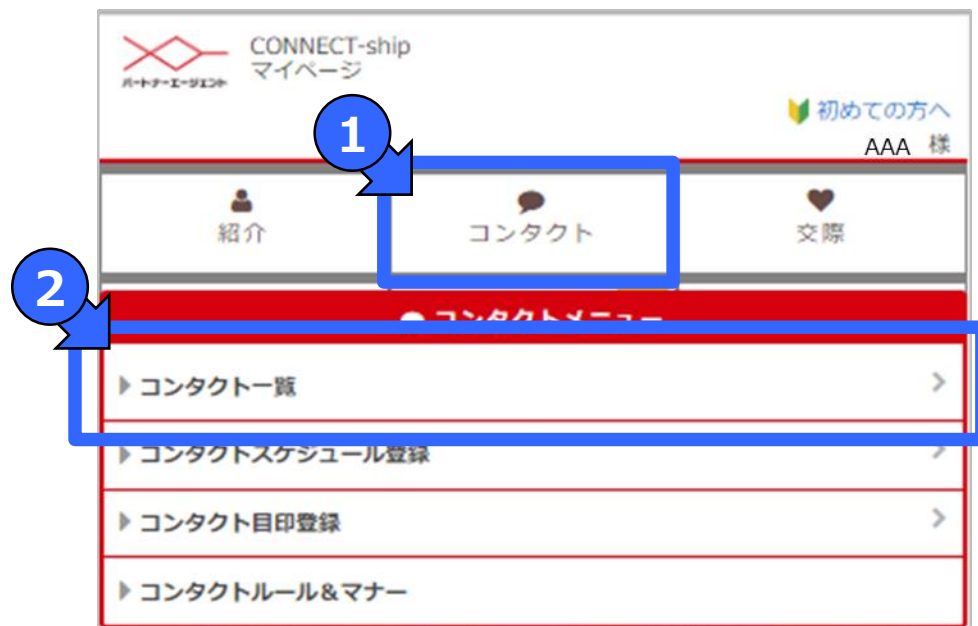 CONNECT-ship
マイページ
パートナーエージェント
初めての方へ
AAA 様
1
紹介
コンタクト
交際
2
コンタクトメニュー
コンタクト一覧
コンタクトスケジュール登録
コンタクト目印登録
コンタクトルール&マナー